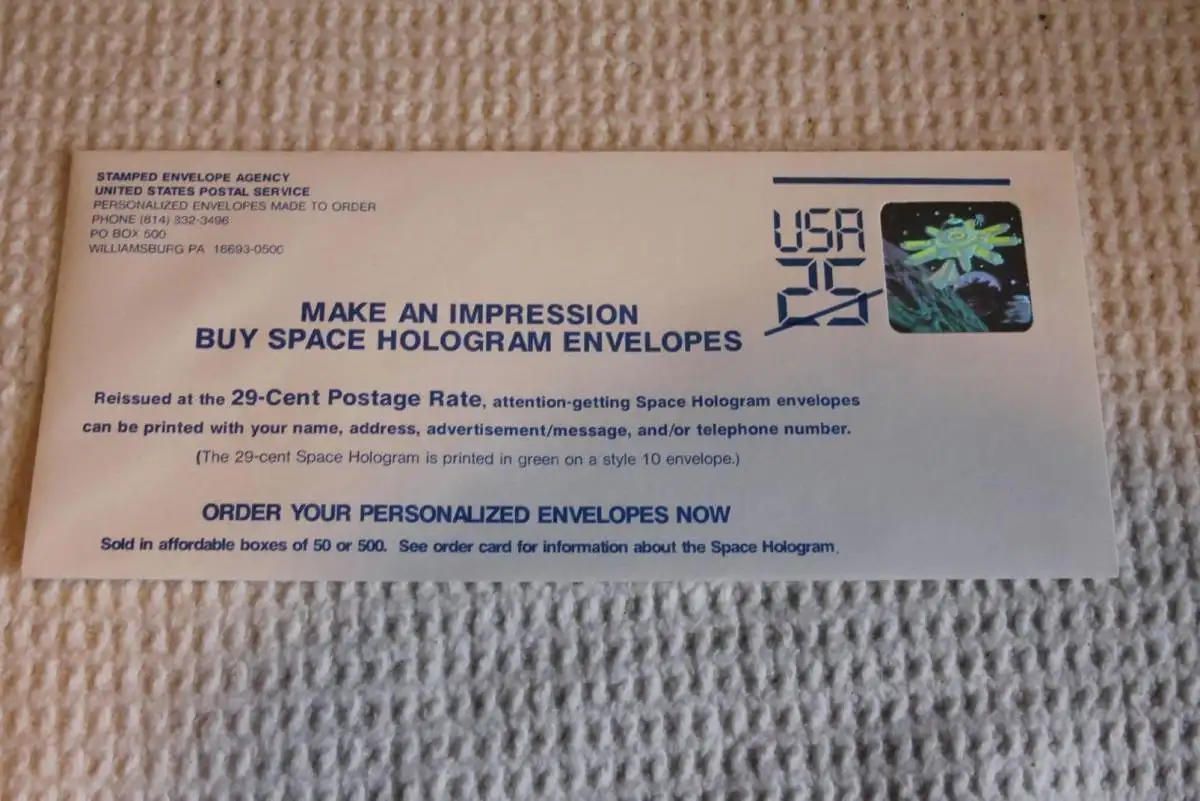 STAMPED ENVELOPE AGENCY
UNITED STATES POSTAL SERVICE
PERSONALIZED ENVELOPES MADE TO ORDER
PHONE (814) 832-3496
PO BOX 500
WILLIAMSBURG PA 16693-0500
USA
25
MAKE AN IMPRESSION
BUY SPACE HOLOGRAM ENVELOPES
Reissued at the 29-Cent Postage Rate, attention-getting Space Hologram envelopes
can be printed with your name, address, advertisement/message, and/or telephone number.
(The 29-cent Space Hologram is printed in green on a style 10 envelope.)
ORDER YOUR PERSONALIZED ENVELOPES NOW
Sold in affordable boxes of 50 or 500. See order card for information about the Space Hologram.